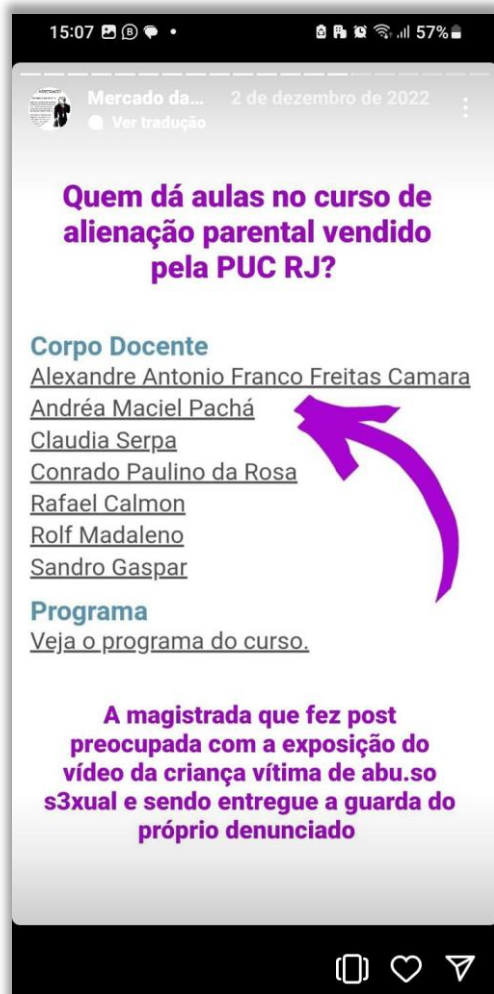 15:07 57%
Mercado da... 2 de dezembro de 2022
Ver tradução
Quem dá aulas no curso de
alienação parental vendido
pela PUC RJ?
Corpo Docente
Alexandre Antonio Franco Freitas Camara
Andréa Maciel Pachá
Claudia Serpa
Conrado Paulino da Rosa
Rafael Calmon
Rolf Madaleno
Sandro Gaspar
Programa
Veja o programa do curso.
A magistrada que fez post
preocupada com a exposição do
vídeo da criança vítima de abu.so
s3xual e sendo entregue a guarda do
próprio denunciado